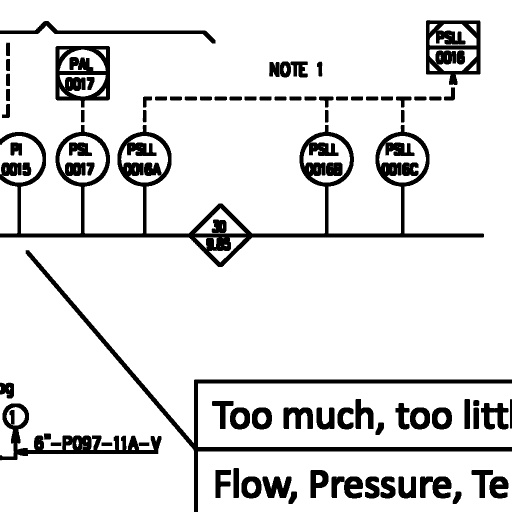 PSLL
0016
NOTE 1
PAL
0017
PI
0015
PSL
0017
PSLL
0016A
PSLL
0016B
PSLL
0016C
30
9.85
og
1
6"-P097-11A-V
Too much, too littl
Flow, Pressure, Te